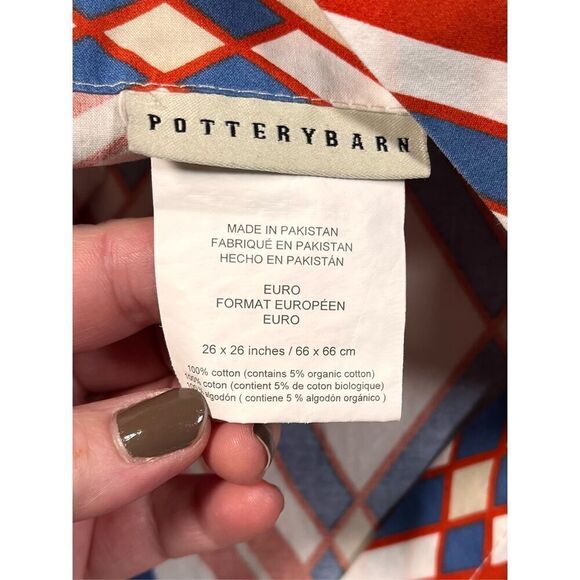 POTTERYBARN
MADE IN PAKISTAN
FABRIQUÉ EN PAKISTAN
HECHO EN PAKISTÁN
EURO
FORMAT EUROPÉEN
EURO
26 x 26 inches / 66 x 66 cm
100% cotton (contains 5% organic cotton)
100% coton (contient 5% de coton biologique)
algodón ( contiene 5 % algodón orgánico )